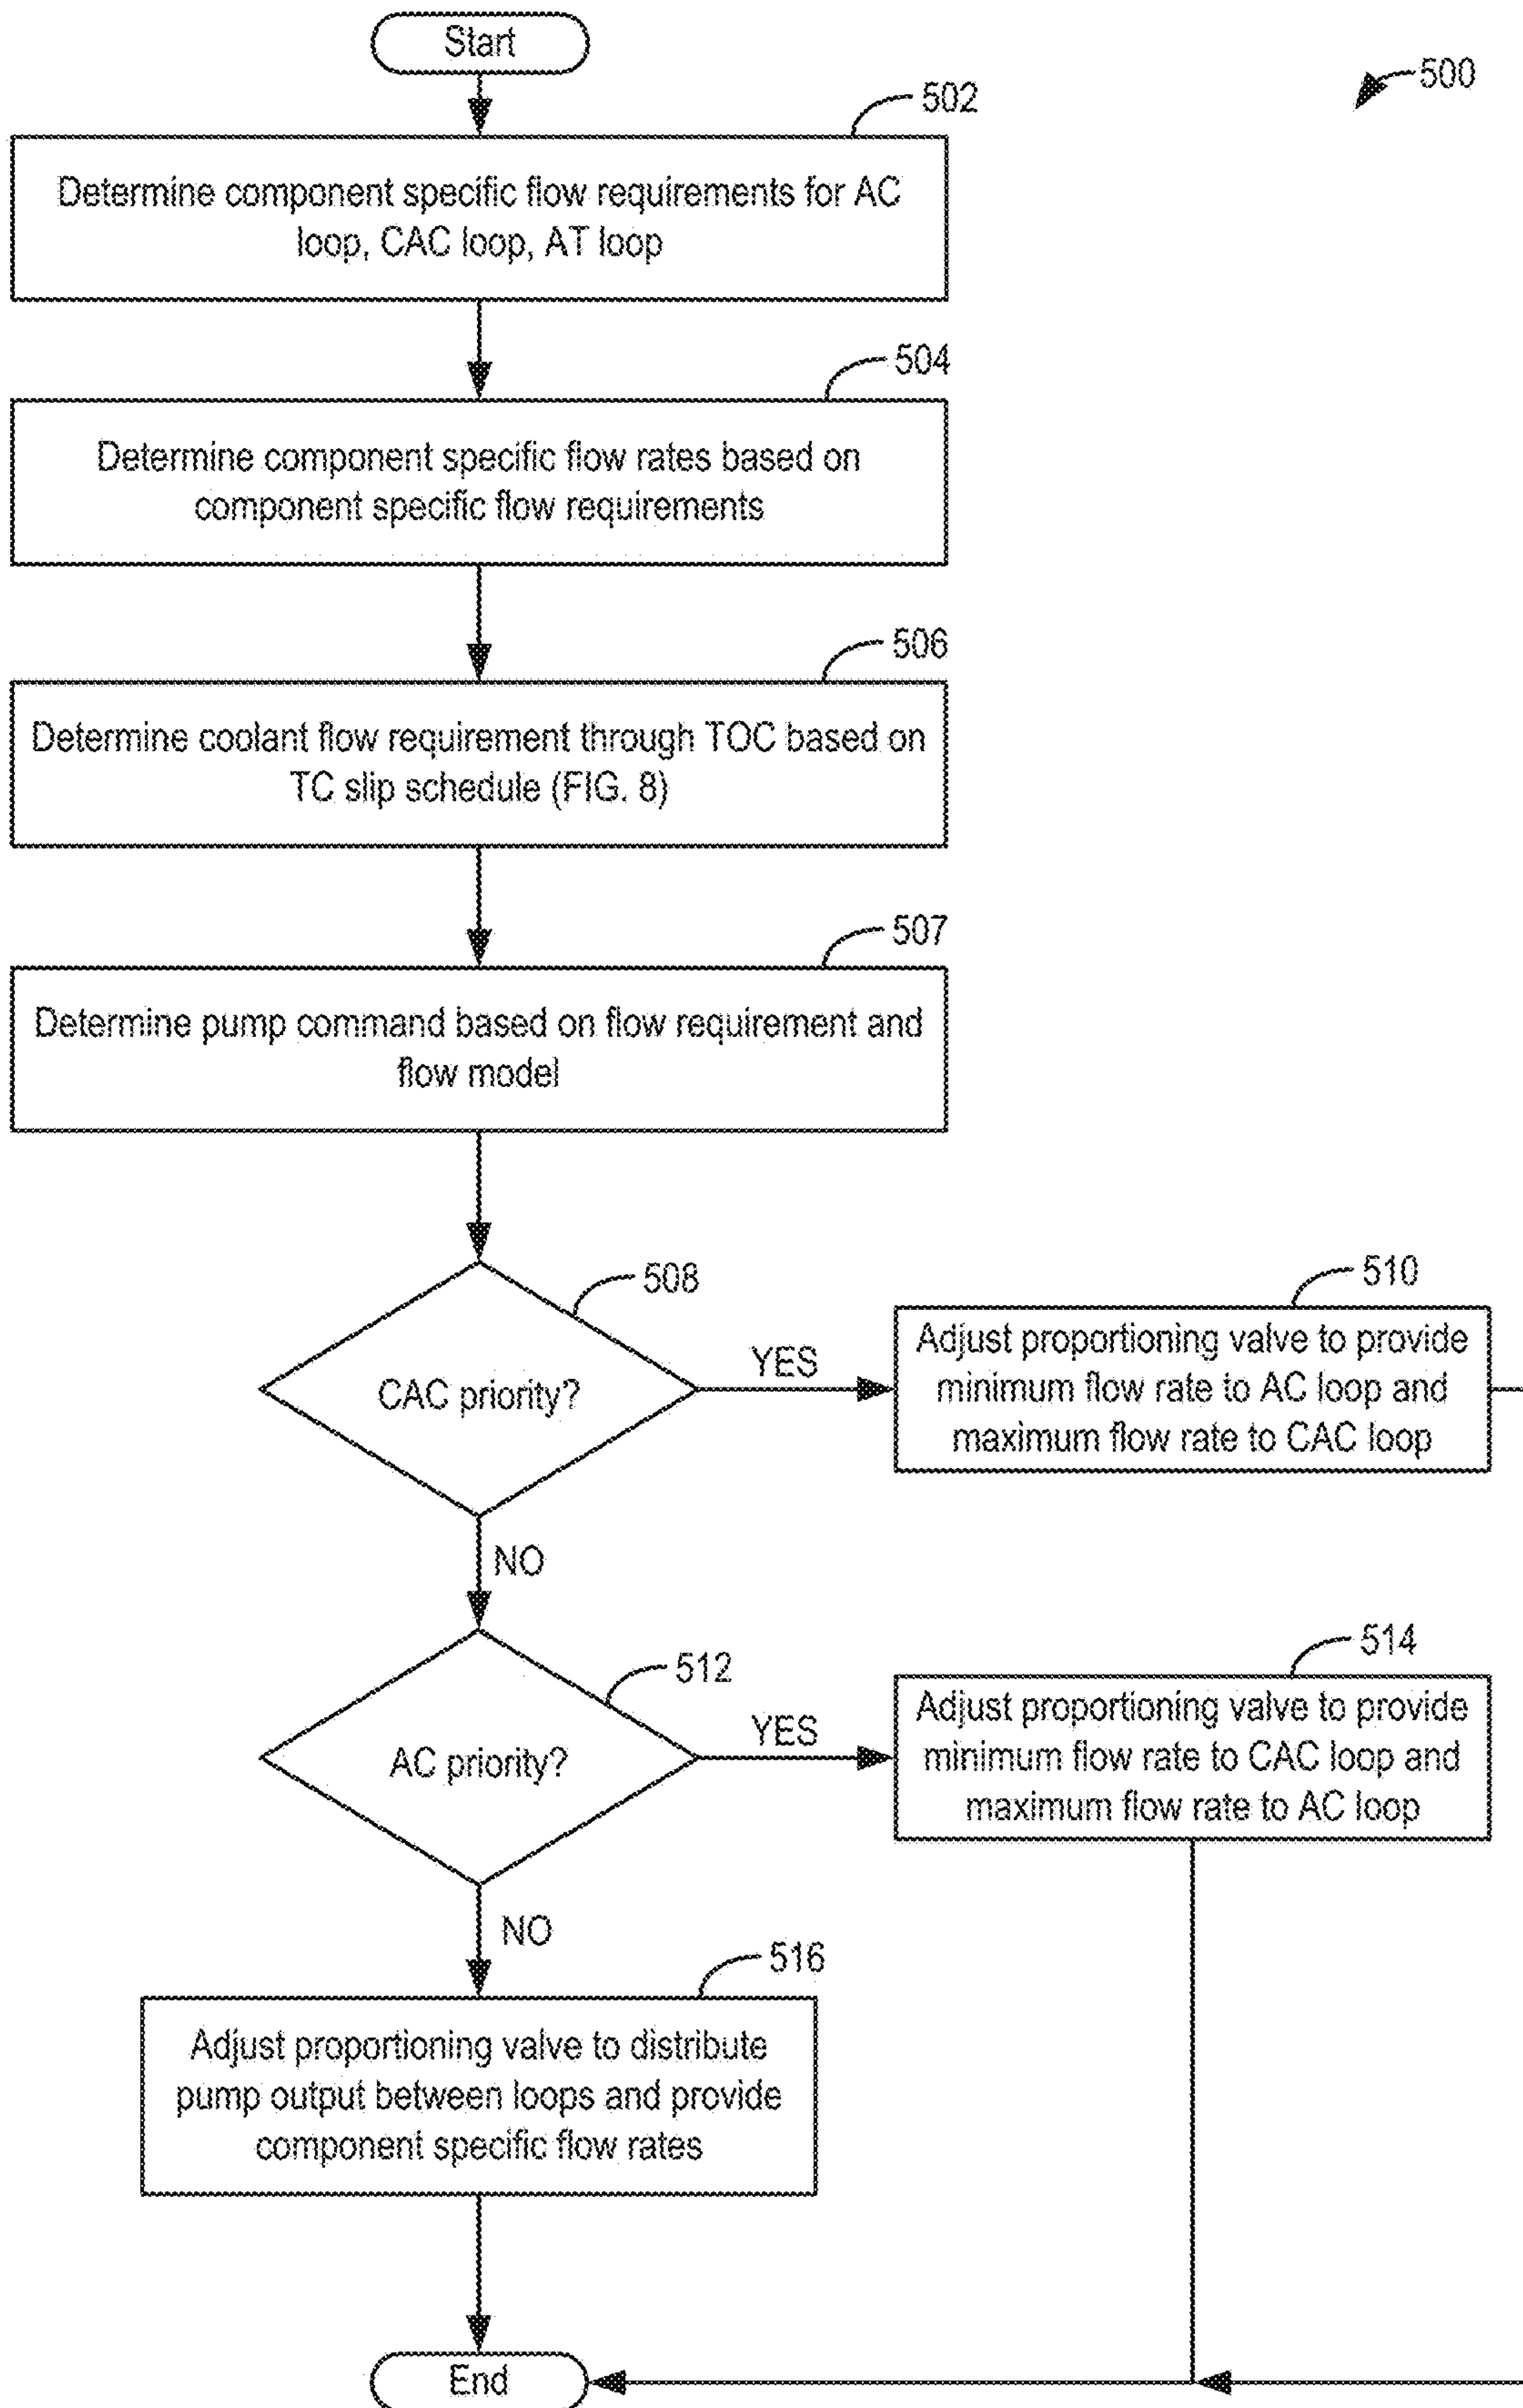 Start
500
502
Determine component specific flow requirements for AC
loop, CAC loop, AT loop
504
Determine component specific flow rates based on
component specific flow requirements
506
Determine coolant flow requirement through TOC based on
TC slip schedule (FIG. 8)
507
Determine pump command based on flow requirement and
flow model
508
CAC priority?
YES
510
Adjust proportioning valve to provide
minimum flow rate to AC loop and
maximum flow rate to CAC loop
NO
512
AC priority?
YES
514
Adjust proportioning valve to provide
minimum flow rate to CAC loop and
maximum flow rate to AC loop
NO
516
Adjust proportioning valve to distribute
pump output between loops and provide
component specific flow rates
End